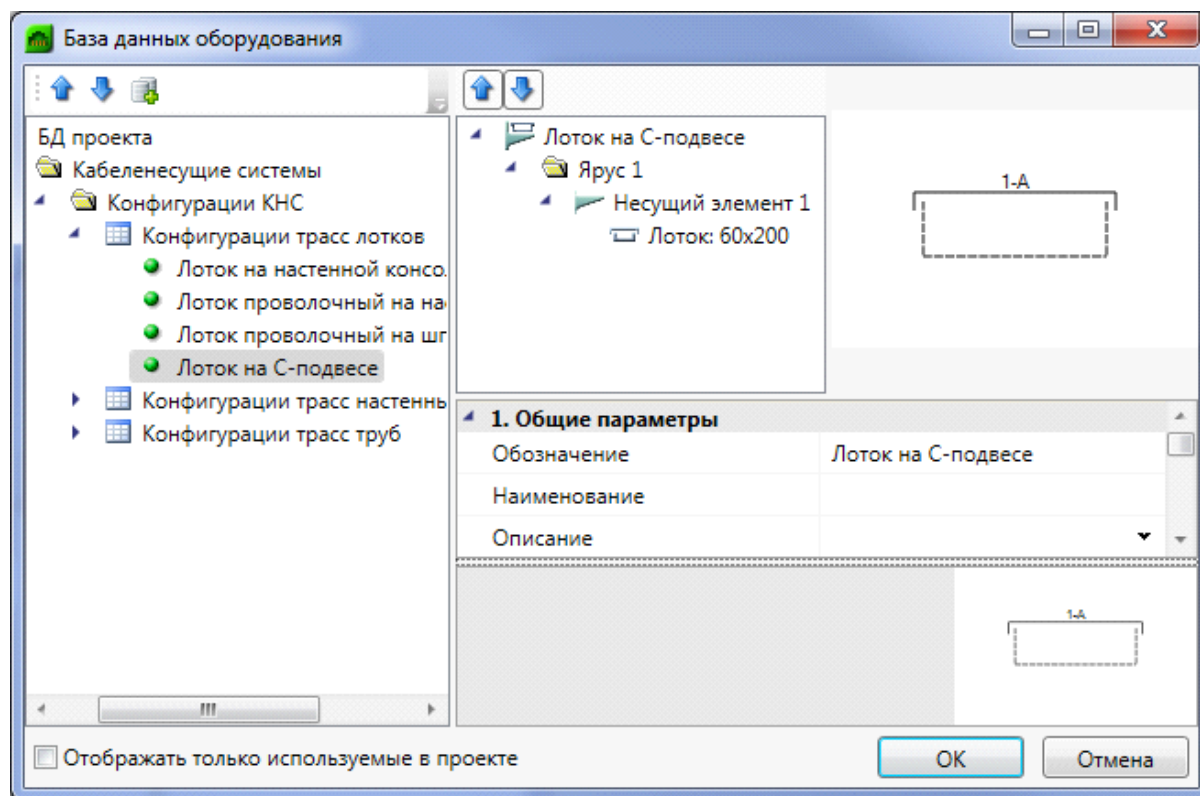 База данных оборудования
БД проекта
Кабеленесущие системы
Конфигурации КНС
Конфигурации трасс лотков
Лоток на настенной консо
Лоток проволочный на на
Лоток проволочный на шг
Лоток на С-подвесе
Конфигурации трасс настеннь
Конфигурации трасс труб
Лоток на С-подвесе
Ярус 1
Несущий элемент 1
Лоток: 60x200
1-A
1. Общие параметры
Обозначение Лоток на С-подвесе
Наименование
Описание
1-A
Отображать только используемые в проекте
OK Отмена